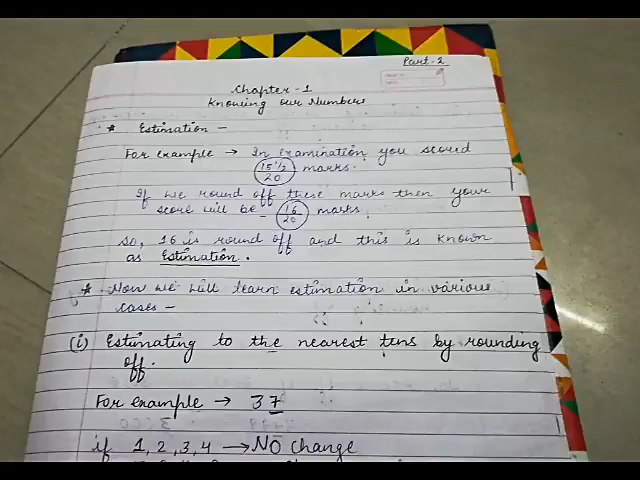 Part-2
Chapter-1
Knowing our Numbers
* Estimation -
For example → In examination you scored
15½/20 marks.
If we round off these marks then your
score will be 16/20 marks.
So, 16 is round off and this is known
as Estimation.
* Now we will learn estimation in various
cases -
(i) Estimating to the nearest tens by rounding
off.
For example → 37
if 1, 2, 3, 4 → NO change